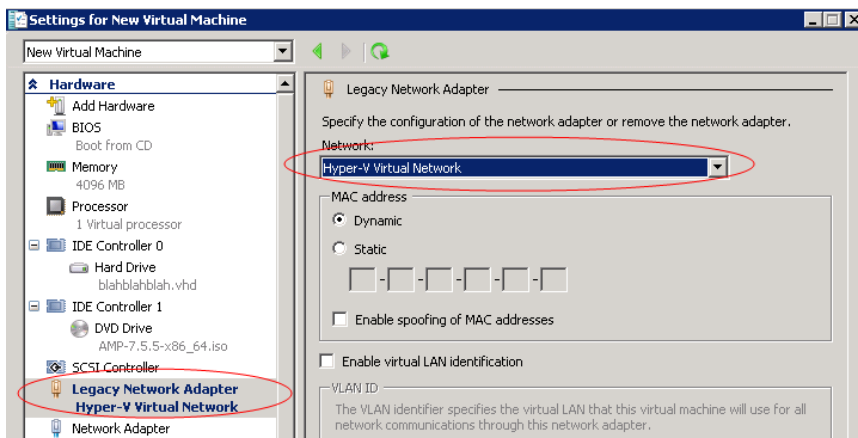 Settings for New Virtual Machine
New Virtual Machine
Hardware
Add Hardware
BIOS
Boot from CD
Memory
4096 MB
Processor
1 Virtual processor
IDE Controller 0
Hard Drive
blahblahblah.vhd
IDE Controller 1
DVD Drive
AMP-7.5.5-x86_64.iso
SCSI Controller
Legacy Network Adapter
Hyper-V Virtual Network
Network Adapter
Legacy Network Adapter
Specify the configuration of the network adapter or remove the network adapter.
Network:
Hyper-V Virtual Network
MAC address
Dynamic
Static
- - - - -
Enable spoofing of MAC addresses
Enable virtual LAN identification
VLAN ID
The VLAN identifier specifies the virtual LAN that this virtual machine will use for all
network communications through this network adapter.